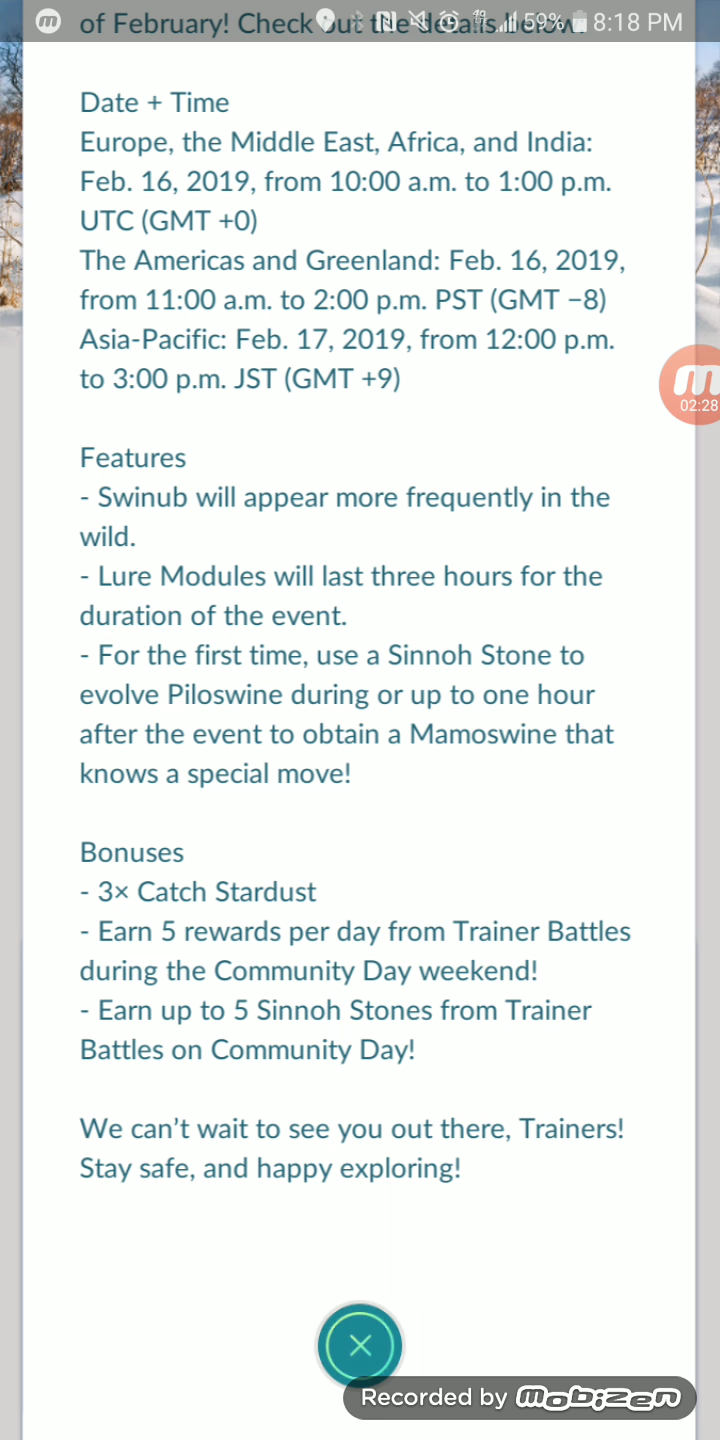 of February! Check out the details below.
59% 8:18 PM
Date + Time
Europe, the Middle East, Africa, and India:
Feb. 16, 2019, from 10:00 a.m. to 1:00 p.m.
UTC (GMT +0)
The Americas and Greenland: Feb. 16, 2019,
from 11:00 a.m. to 2:00 p.m. PST (GMT −8)
Asia-Pacific: Feb. 17, 2019, from 12:00 p.m.
to 3:00 p.m. JST (GMT +9)
02:28
Features
- Swinub will appear more frequently in the
wild.
- Lure Modules will last three hours for the
duration of the event.
- For the first time, use a Sinnoh Stone to
evolve Piloswine during or up to one hour
after the event to obtain a Mamoswine that
knows a special move!
Bonuses
- 3× Catch Stardust
- Earn 5 rewards per day from Trainer Battles
during the Community Day weekend!
- Earn up to 5 Sinnoh Stones from Trainer
Battles on Community Day!
We can’t wait to see you out there, Trainers!
Stay safe, and happy exploring!
Recorded by Mobizen